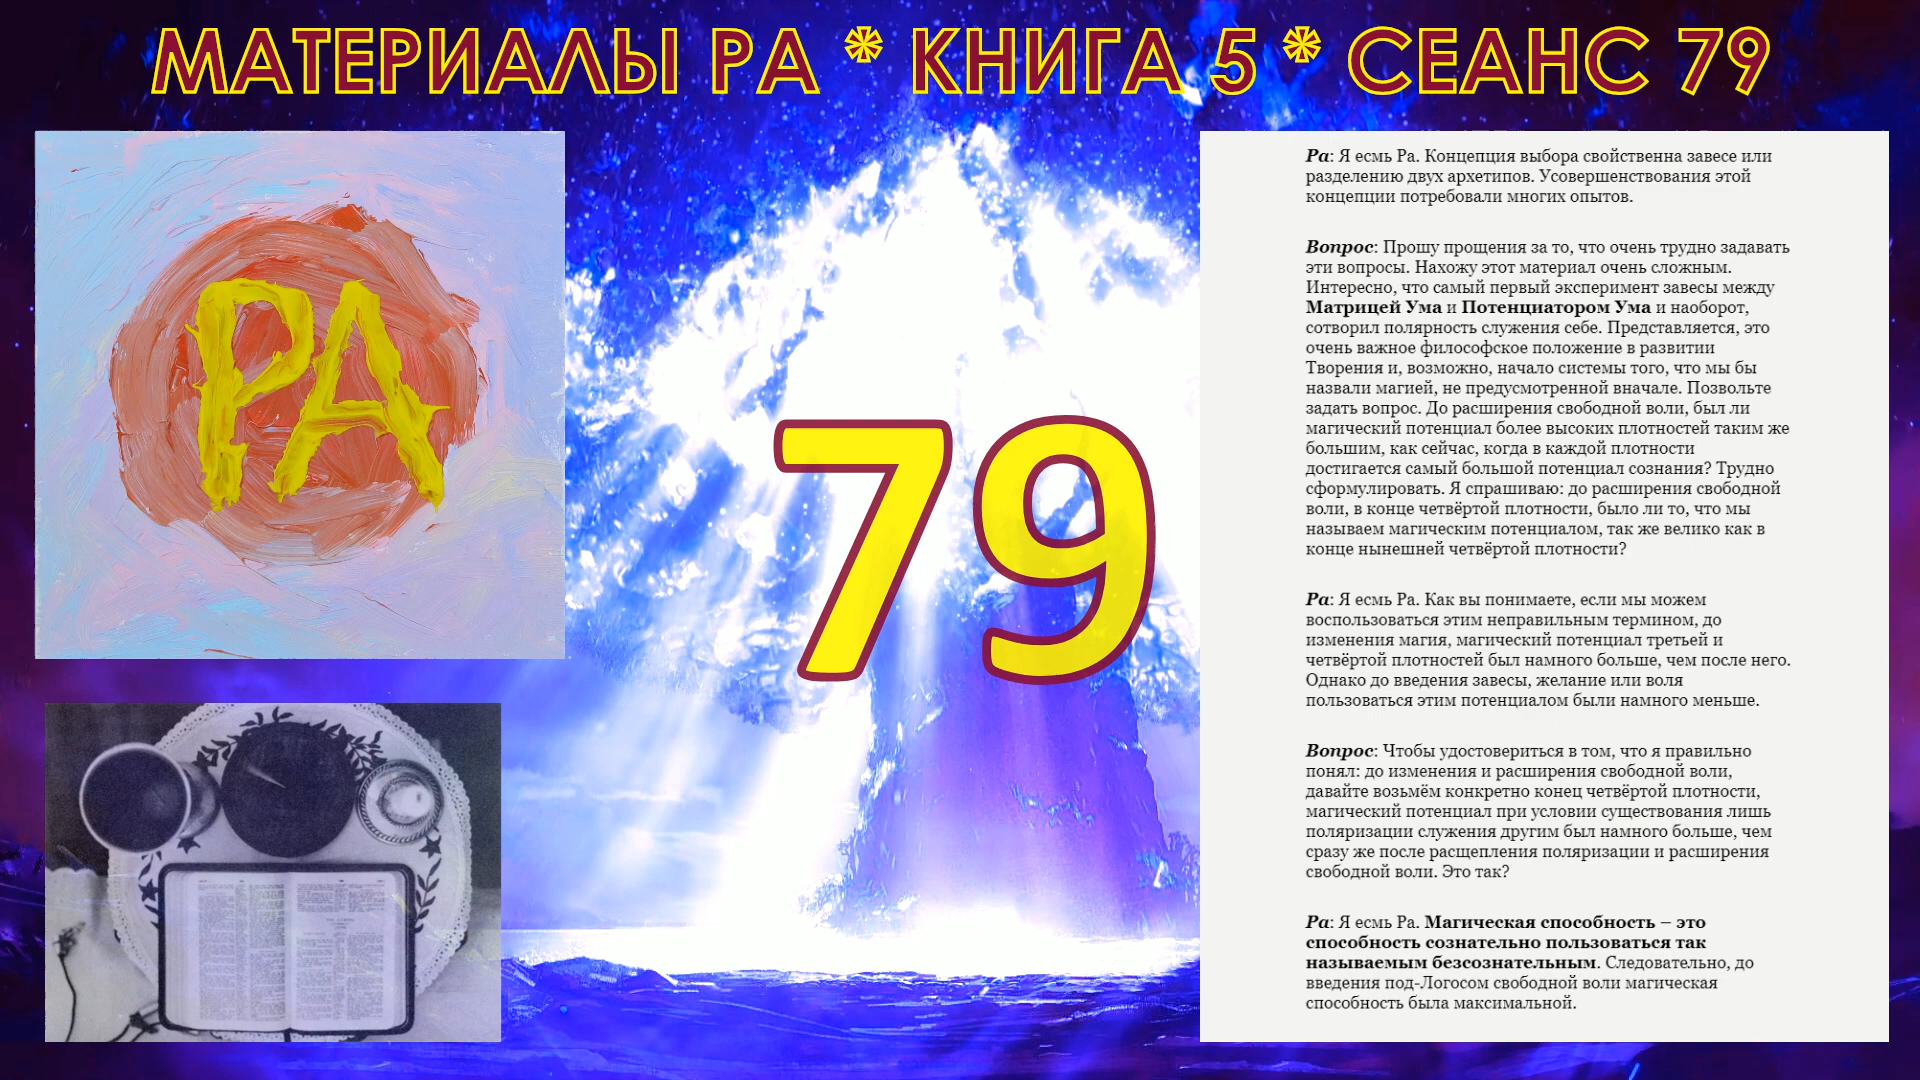 МАТЕРИАЛЫ РА * КНИГА 5 * СЕАНС 79
РА
79
Ра: Я есмь Ра. Концепция выбора свойственна завесе или
разделению двух архетипов. Усовершенствования этой
концепции потребовали многих опытов.
Вопрос: Прошу прощения за то, что очень трудно задавать
эти вопросы. Нахожу этот материал очень сложным.
Интересно, что самый первый эксперимент завесы между
Матрицей Ума и Потенциатором Ума и наоборот,
сотворил полярность служения себе. Представляется, это
очень важное философское положение в развитии
Творения и, возможно, начало системы того, что мы бы
назвали магией, не предусмотренной вначале. Позвольте
задать вопрос. До расширения свободной воли, был ли
магический потенциал более высоких плотностей таким же
большим, как сейчас, когда в каждой плотности
достигается самый большой потенциал сознания? Трудно
сформулировать. Я спрашиваю: до расширения свободной
воли, в конце четвёртой плотности, было ли то, что мы
называем магическим потенциалом, так же велико как в
конце нынешней четвёртой плотности?
Ра: Я есмь Ра. Как вы понимаете, если мы можем
воспользоваться этим неправильным термином, до
изменения магия, магический потенциал третьей и
четвёртой плотностей был намного больше, чем после него.
Однако до введения завесы, желание или воля
пользоваться этим потенциалом были намного меньше.
Вопрос: Чтобы удостовериться в том, что я правильно
понял: до изменения и расширения свободной воли,
давайте возьмём конкретно конец четвёртой плотности,
магический потенциал при условии существования лишь
поляризации служения другим был намного больше, чем
сразу же после расщепления поляризации и расширения
свободной воли. Это так?
Ра: Я есмь Ра. Магическая способность – это
способность сознательно пользоваться так
называемым безсознательным. Следовательно, до
введения под-Логосом свободной воли магическая
способность была максимальной.